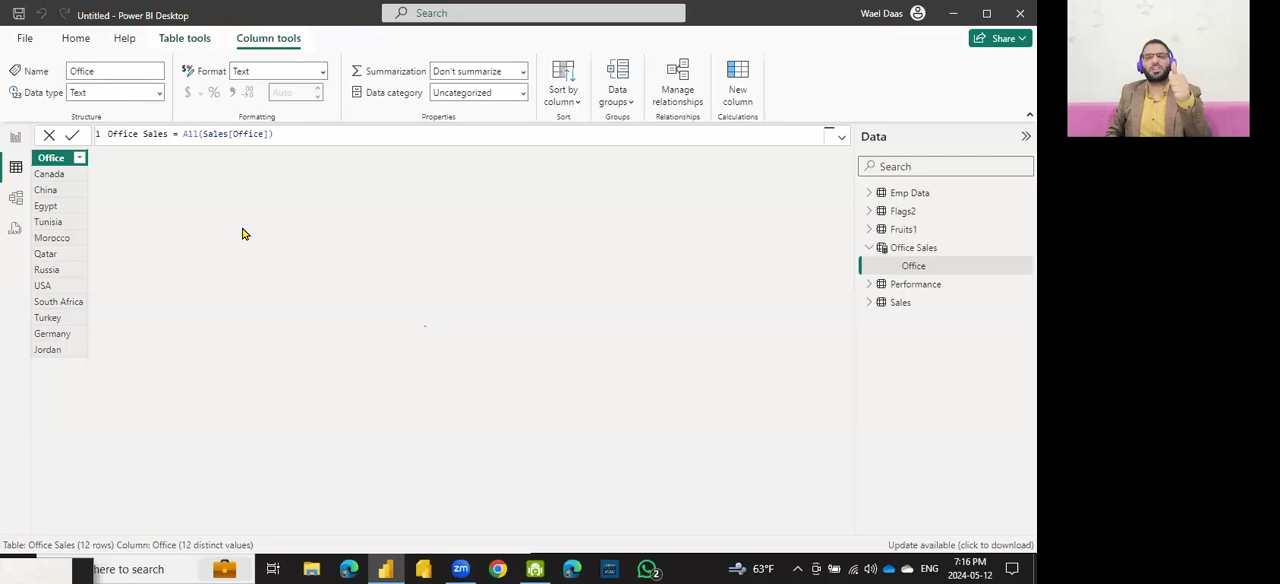 Untitled - Power BI Desktop
Search
Wael Daas
File
Home
Help
Table tools
Column tools
Share
Name
Office
Format
Text
Summarization
Don't summarize
Data type
Text
$
%
Auto
Data category
Uncategorized
Sort by
column
Data
groups
Manage
relationships
New
column
Structure
Formatting
Properties
Sort
Groups
Relationships
Calculations
1 Office Sales = All(Sales[Office])
Office
Canada
China
Egypt
Tunisia
Morocco
Qatar
Russia
USA
South Africa
Turkey
Germany
Jordan
Data
Search
Emp Data
Flags2
Fruits1
Office Sales
Office
Performance
Sales
Table: Office Sales (12 rows) Column: Office (12 distinct values)
Update available (click to download)
here to search
2
63°F
ENG
7:16 PM
2024-05-12